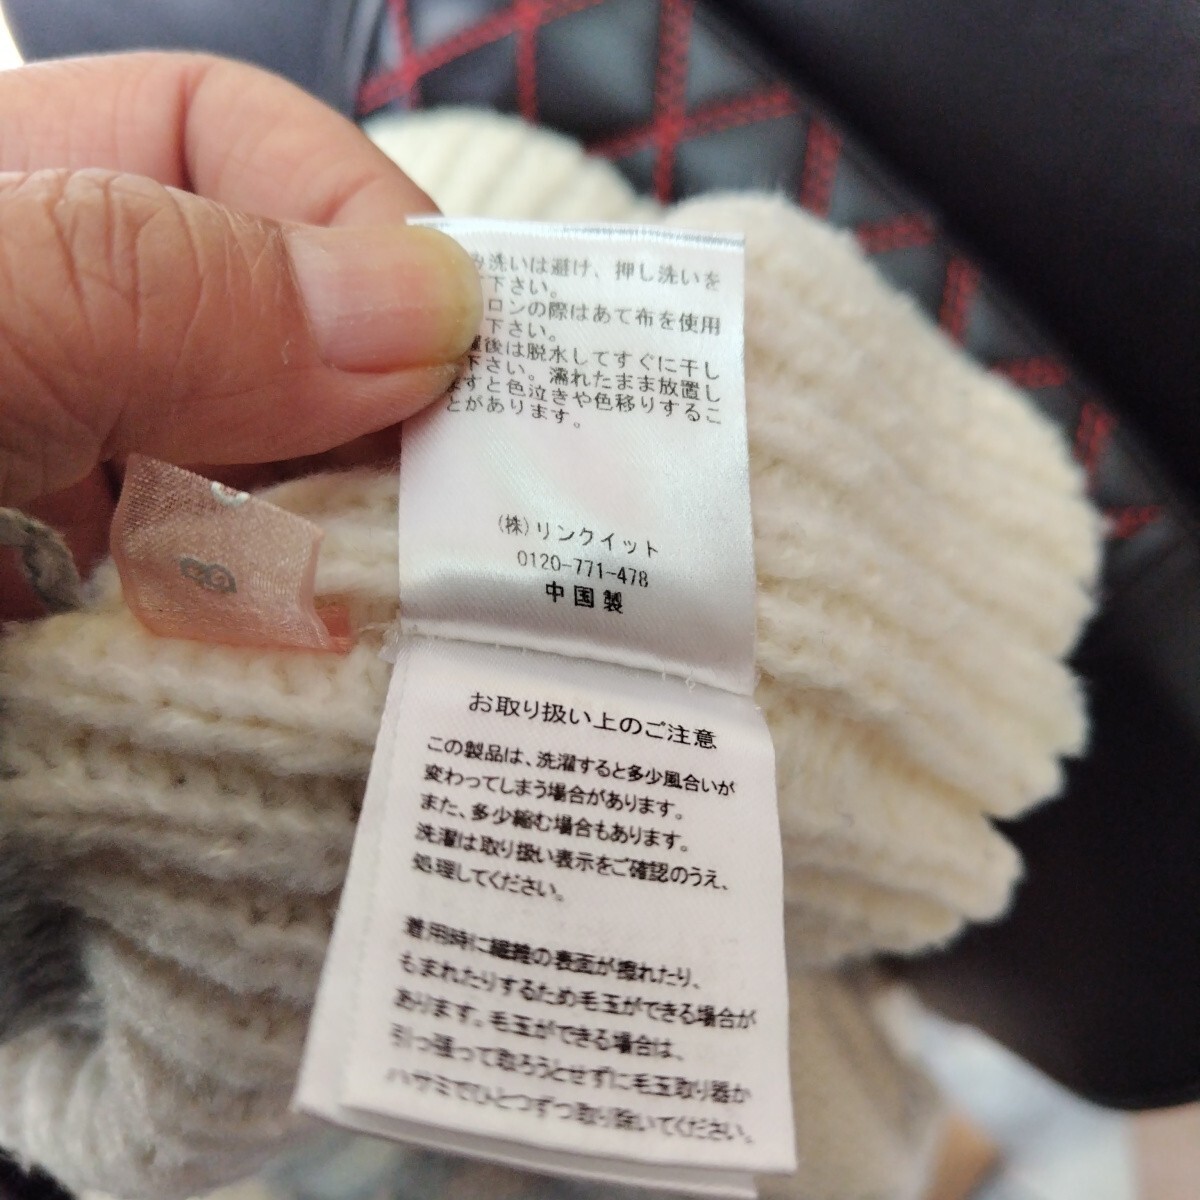 み洗いは避け、押し洗いを
下さい。
ロンの際はあて布を使用
下さい。
濯後は脱水してすぐに干し
下さい。濡れたまま放置し
ますと色泣きや色移りするこ
とがあります。
(株)リンクイット
0120-771-478
中国製
お取り扱い上のご注意
この製品は、洗濯すると多少風合いが
変わってしまう場合があります。
また、多少縮む場合もあります。
洗濯は取り扱い表示をご確認のうえ、
処理してください。
着用時に繊維の表面が擦れたり、
もまれたりするため毛玉ができる場合が
あります。毛玉ができる場合は、
引っ張って取ろうとせずに毛玉取り器か
ハサミでひとつずつ取り除いてください。